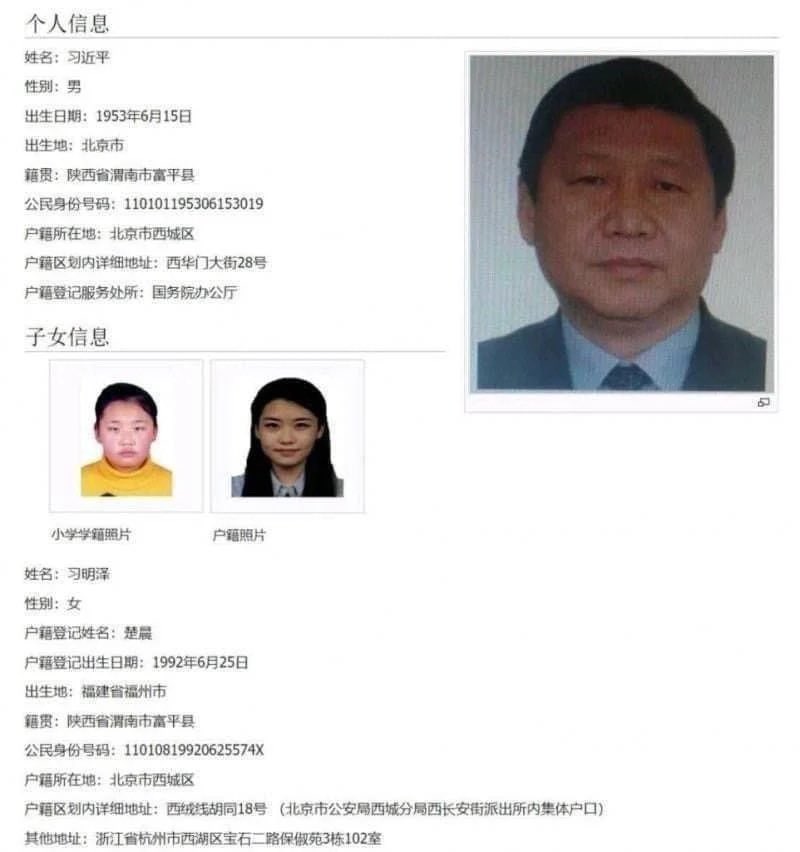 个人信息
姓名：习近平
性别：男
出生日期：1953年6月15日
出生地：北京市
籍贯：陕西省渭南市富平县
公民身份号码：110101195306153019
户籍所在地：北京市西城区
户籍区划内详细地址：西华门大街28号
户籍登记服务处所：国务院办公厅
子女信息
小学学籍照片 户籍照片
姓名：习明泽
性别：女
户籍登记姓名：楚晨
户籍登记出生日期：1992年6月25日
出生地：福建省福州市
籍贯：陕西省渭南市富平县
公民身份号码：11010819920625574X
户籍所在地：北京市西城区
户籍区划内详细地址：西绒线胡同18号 （北京市公安局西城分局西长安街派出所内集体户口）
其他地址：浙江省杭州市西湖区宝石二路保俶苑3栋102室